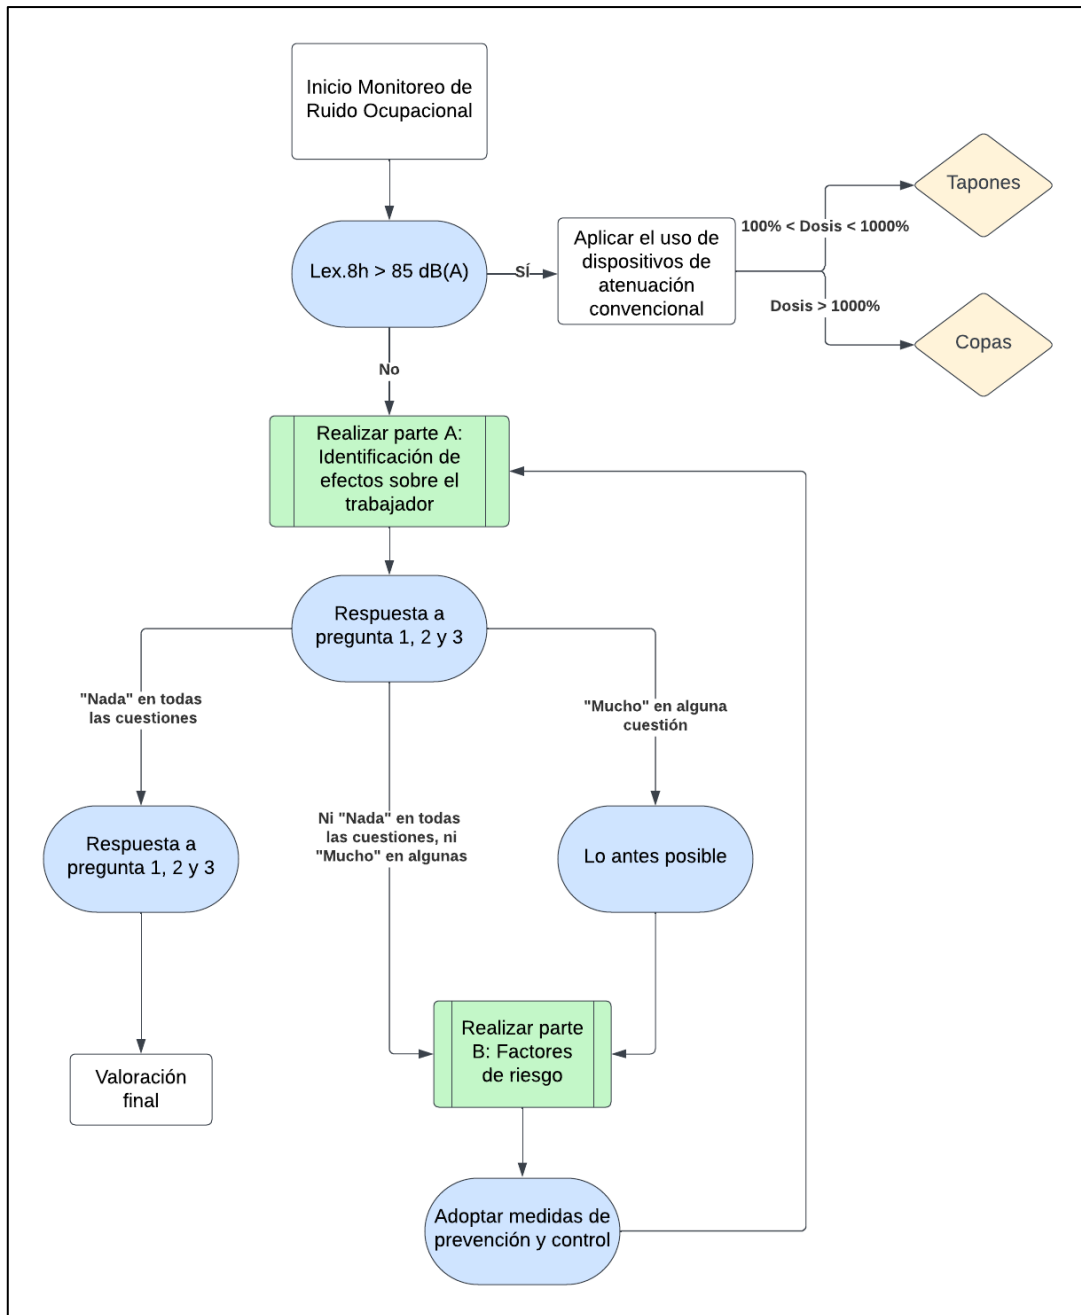 Inicio Monitoreo de
Ruido Ocupacional
Lex.8h > 85 dB(A)
SÍ
Aplicar el uso de
dispositivos de
atenuación
convencional
100% < Dosis < 1000%
Tapones
Dosis > 1000%
Copas
No
Realizar parte A:
Identificación de
efectos sobre el
trabajador
Respuesta a
pregunta 1, 2 y 3
"Nada" en todas
las cuestiones
"Mucho" en alguna
cuestión
Ni "Nada" en todas
las cuestiones, ni
"Mucho" en algunas
Respuesta a
pregunta 1, 2 y 3
Lo antes posible
Realizar parte
B: Factores
de riesgo
Valoración
final
Adoptar medidas de
prevención y control